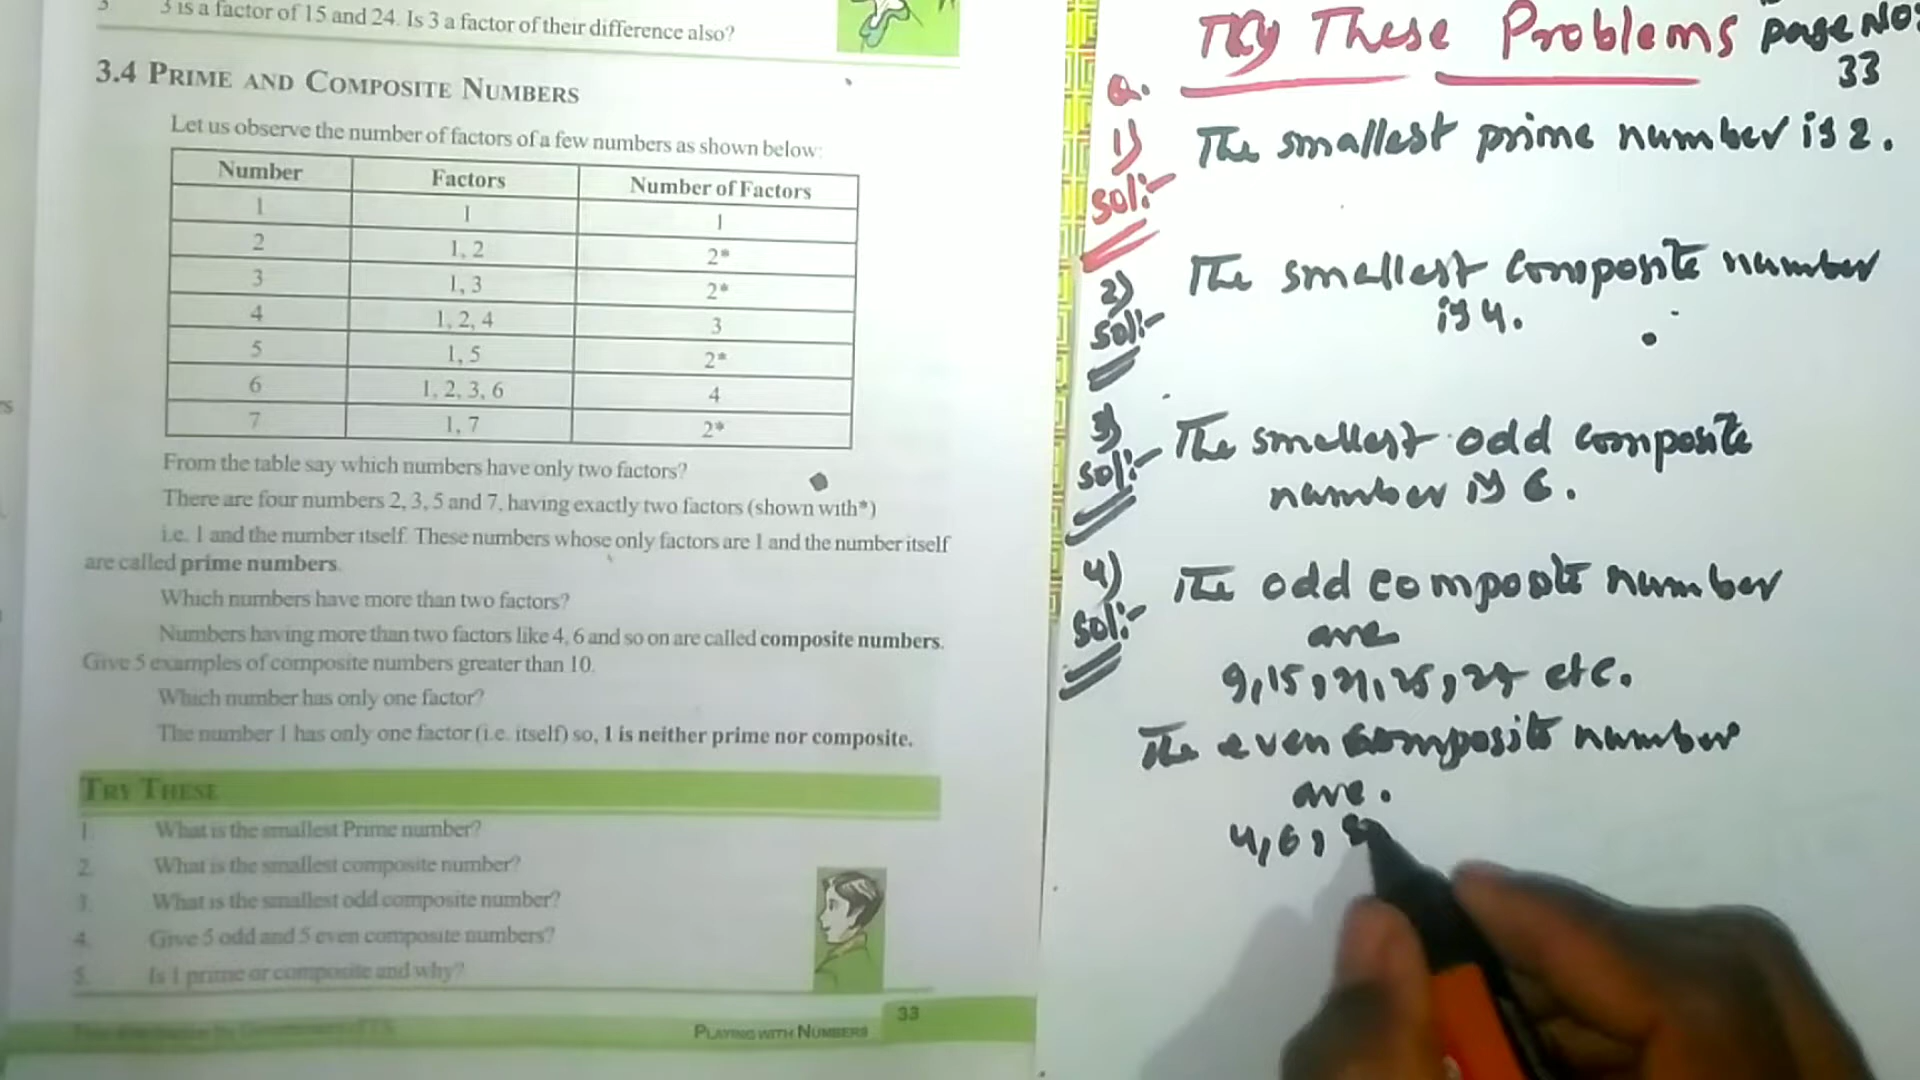 3 is a factor of 15 and 24. Is 3 a factor of their difference also?
3.4 PRIME AND COMPOSITE NUMBERS
Let us observe the number of factors of a few numbers as shown below:
Number Factors Number of Factors
1 1 1
2 1, 2 2*
3 1, 3 2*
4 1, 2, 4 3
5 1, 5 2*
6 1, 2, 3, 6 4
7 1, 7 2*
From the table say which numbers have only two factors?
There are four numbers 2, 3, 5 and 7, having exactly two factors (shown with*)
i.e. 1 and the number itself. These numbers whose only factors are 1 and the number itself
are called prime numbers.
Which numbers have more than two factors?
Numbers having more than two factors like 4, 6 and so on are called composite numbers.
Give 5 examples of composite numbers greater than 10.
Which number has only one factor?
The number 1 has only one factor (i.e. itself) so, 1 is neither prime nor composite.
TRY THESE
1. What is the smallest Prime number?
2. What is the smallest composite number?
3. What is the smallest odd composite number?
4. Give 5 odd and 5 even composite numbers?
5. Is 1 prime or composite and why?
33
PLAYING WITH NUMBERS
TRy These Problems page No:
33
Q.
1) The smallest prime number is 2.
Sol:-
2) The smallest composite number
Sol:- is 4.
3) The smallest odd composite
Sol:- number is 6.
4) The odd composite number
Sol:- are
9, 15, 21, 25, 27 etc.
The even composite number
are.
4, 6, 8